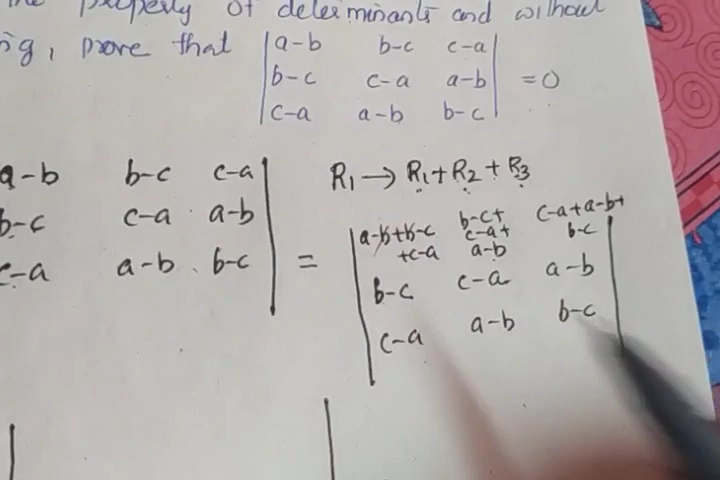 property of determinants and without
prove that |a-b b-c c-a|
|b-c c-a a-b| = 0
|c-a a-b b-c|
a-b b-c c-a| R₁ → R₁ + R₂ + R₃
b-c c-a a-b| |a-b+b-c+c-a b-c+c-a+a-b c-a+a-b+b-c|
c-a a-b b-c| = |b-c c-a a-b|
|c-a a-b b-c|